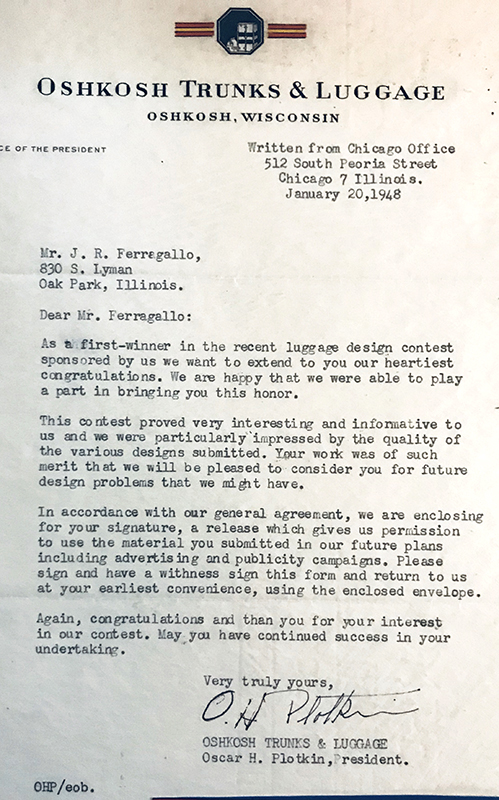 OSHKOSH TRUNKS & LUGGAGE
OSHKOSH, WISCONSIN
CE OF THE PRESIDENT
Written from Chicago Office
512 South Peoria Street
Chicago 7 Illinois.
January 20,1948
Mr. J. R. Ferragallo,
830 S. Lyman
Oak Park, Illinois.
Dear Mr. Ferragallo:
As a first-winner in the recent luggage design contest
sponsored by us we want to extend to you our heartiest
congratulations. We are happy that we were able to play
a part in bringing you this honor.
This contest proved very interesting and informative to
us and we were particularly impressed by the quality of
the various designs submitted. Your work was of such
merit that we will be pleased to consider you for future
design problems that we might have.
In accordance with our general agreement, we are enclosing
for your signature, a release which gives us permission
to use the material you submitted in our future plans
including advertising and publicity campaigns. Please
sign and have a withness sign this form and return to us
at your earliest convenience, using the enclosed envelope.
Again, congratulations and than you for your interest
in our contest. May you have continued success in your
undertaking.
Very truly yours,
O. H Plotkin
OSHKOSH TRUNKS & LUGGAGE
Oscar H. Plotkin, President.
OHP/eob.